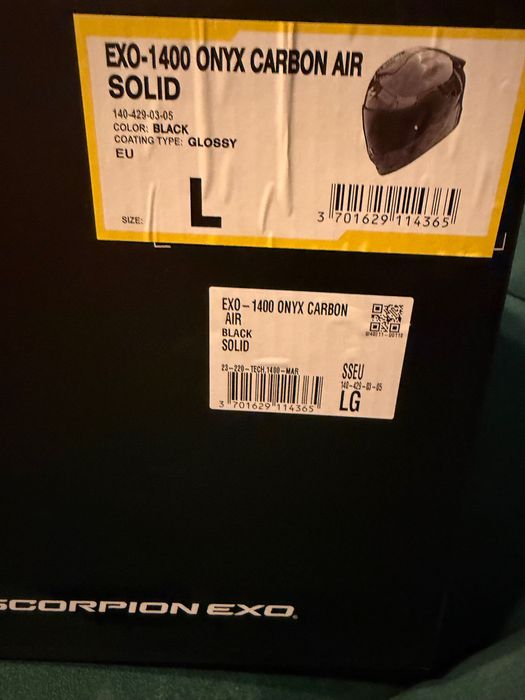 EXO-1400 ONYX CARBON AIR
SOLID
140-429-03-05
COLOR: BLACK
COATING TYPE: GLOSSY
EU
SIZE: L
3 701629 114365
EXO-1400 ONYX CARBON
AIR
BLACK
SOLID
23-220-TECH.1400-MAR
SSEU
140-429-03-05
LG
3 701629 114365
SCORPION EXO®